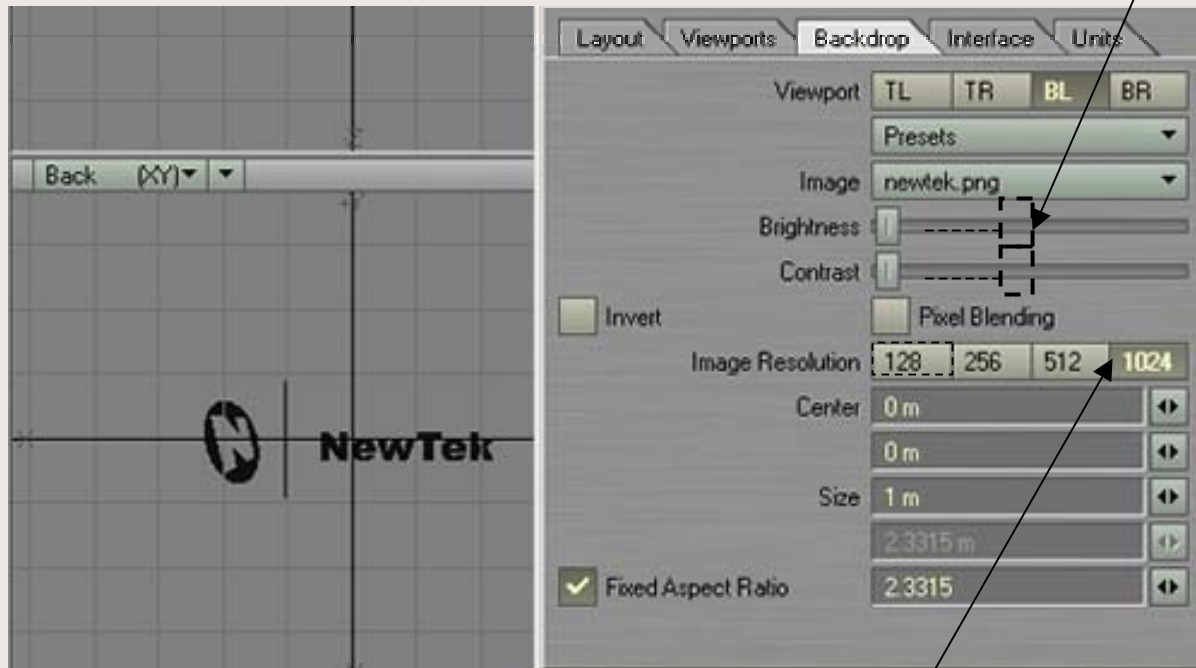 Layout Viewports Backdrop Interface Units
Viewport TL TR BL BR
Presets
Image newtek.png
Brightness
Contrast
Invert Pixel Blending
Image Resolution 128 256 512 1024
Center 0 m
0 m
Size 1 m
2.3315 m
Fixed Aspect Ratio 2.3315
Back (XY)
N NewTek